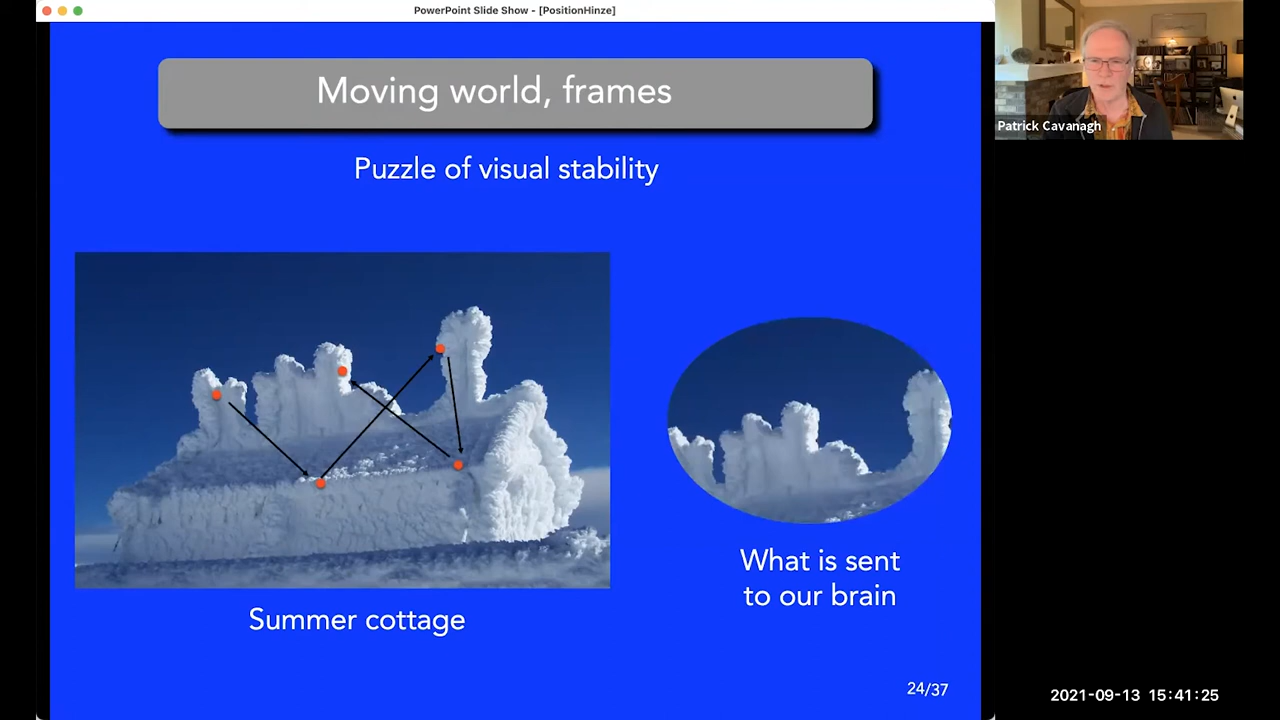 PowerPoint Slide Show - [PositionHinze]
Moving world, frames
Puzzle of visual stability
Patrick Cavanagh
What is sent
to our brain
Summer cottage
24/37
2021-09-13 15:41:25